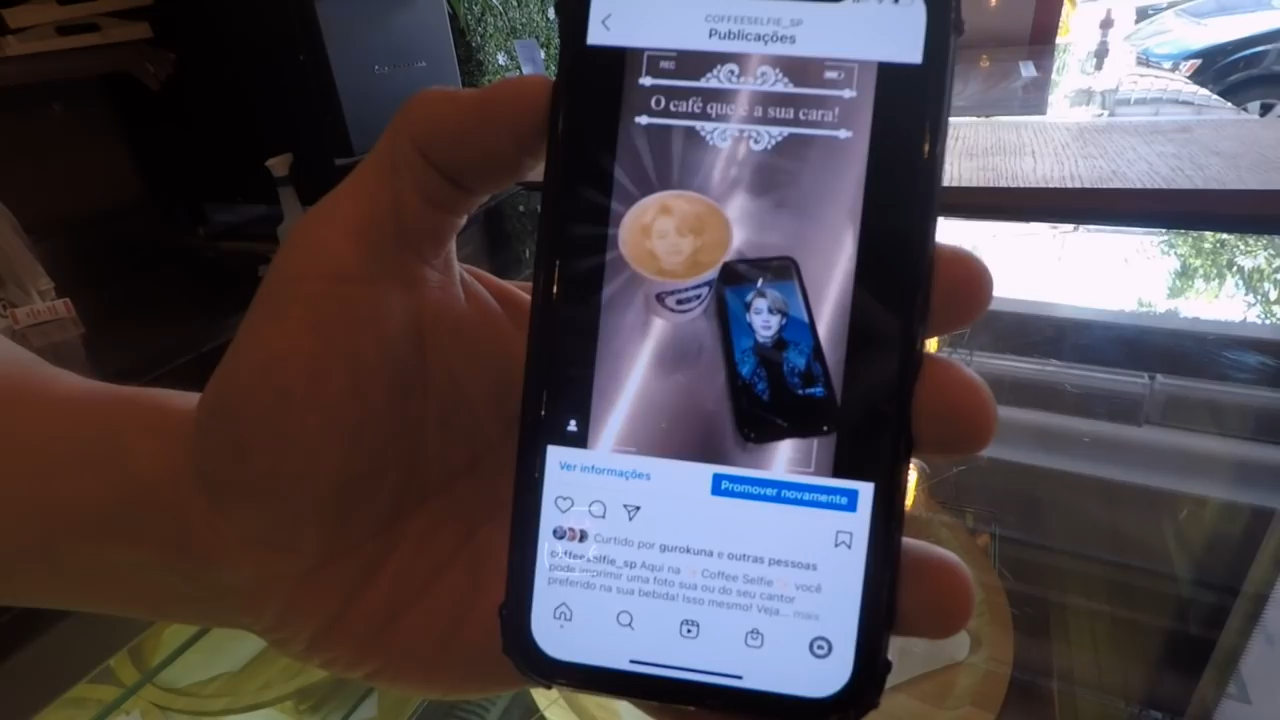 COFFEESELFIE_SP
Publicações
REC
O café que é a sua cara!
Ver informações
Promover novamente
Curtido por gurokuna e outras pessoas
coffeeselfie_sp Aqui na Coffee Selfie você
pode imprimir uma foto sua ou do seu cantor
preferido na sua bebida! Isso mesmo! Veja... mais